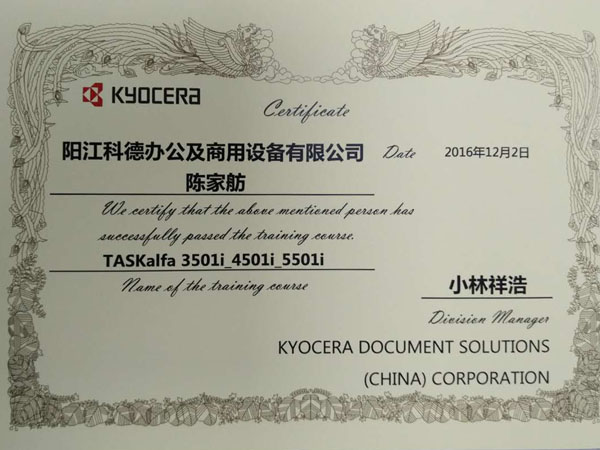 KYOCERA
Certificate
阳江科德办公及商用设备有限公司
陈家舫
Date 2016年12月2日
We certify that the above mentioned person has
successfully passed the training course.
TASKalfa 3501i_4501i_5501i
Name of the training course
小林祥浩
Division Manager
KYOCERA DOCUMENT SOLUTIONS
(CHINA) CORPORATION